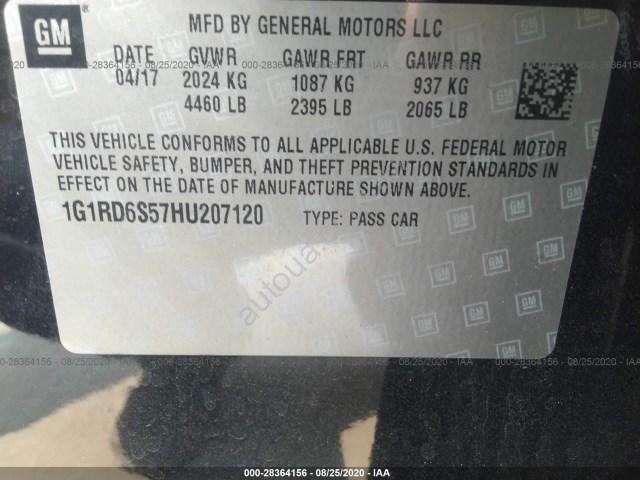 GM
MFD BY GENERAL MOTORS LLC
DATE GVWR GAWR FRT GAWR RR
04/17 2024 KG 1087 KG 937 KG
4460 LB 2395 LB 2065 LB
THIS VEHICLE CONFORMS TO ALL APPLICABLE U.S. FEDERAL MOTOR
VEHICLE SAFETY, BUMPER, AND THEFT PREVENTION STANDARDS IN
EFFECT ON THE DATE OF MANUFACTURE SHOWN ABOVE.
1G1RD6S57HU207120 TYPE: PASS CAR
000-28364156 - 08/25/2020 - IAA